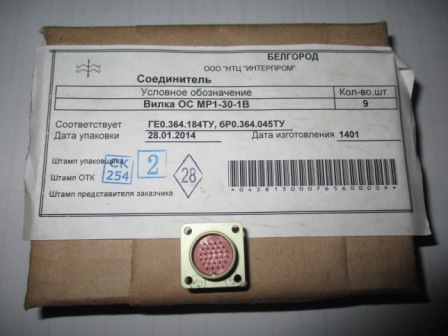 БЕЛГОРОД
ООО "НТЦ "ИНТЕРПРОМ"
Соединитель
Условное обозначение Кол-во,шт
Вилка ОС МР1-30-1В 9
Соответствует ГЕ0.364.184ТУ, бР0.364.045ТУ
Дата упаковки 28.01.2014 Дата изготовления 1401
Штамп упаковщика
Штамп ОТК
СК 254
2
28
Штамп представителя заказчика
*042815000765600009*